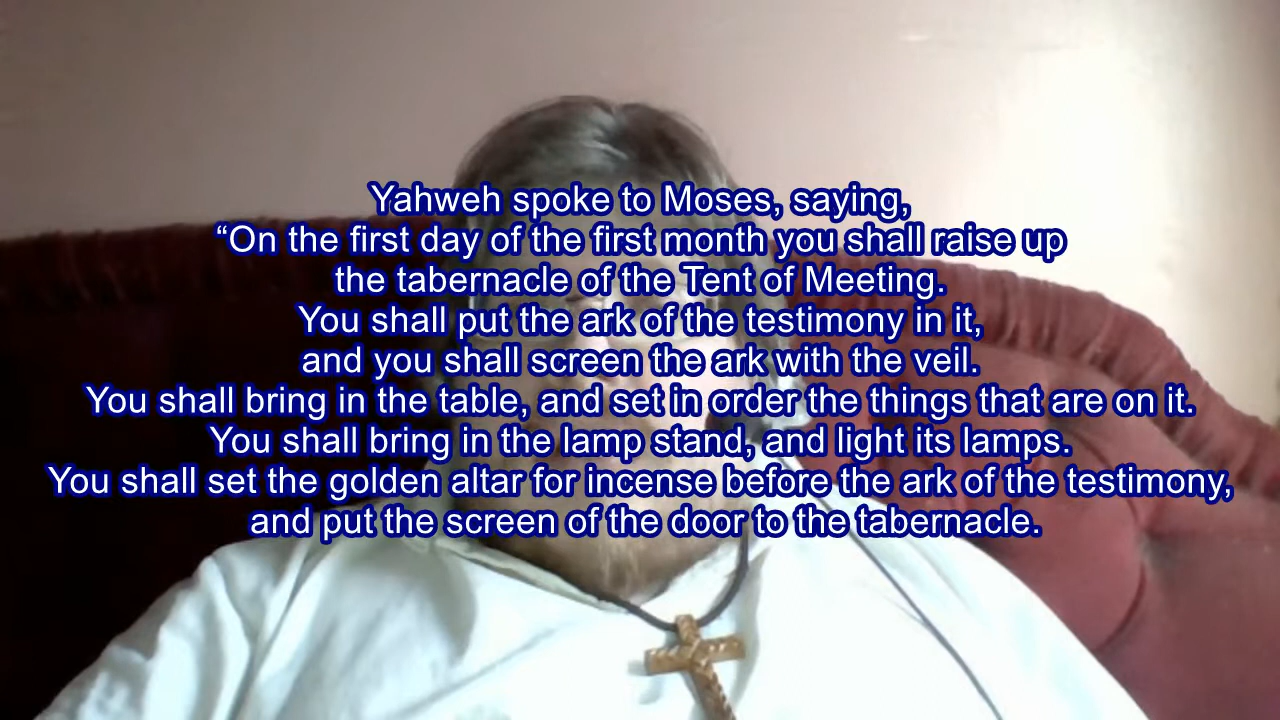 Yahweh spoke to Moses, saying,
“On the first day of the first month you shall raise up
the tabernacle of the Tent of Meeting.
You shall put the ark of the testimony in it,
and you shall screen the ark with the veil.
You shall bring in the table, and set in order the things that are on it.
You shall bring in the lamp stand, and light its lamps.
You shall set the golden altar for incense before the ark of the testimony,
and put the screen of the door to the tabernacle.